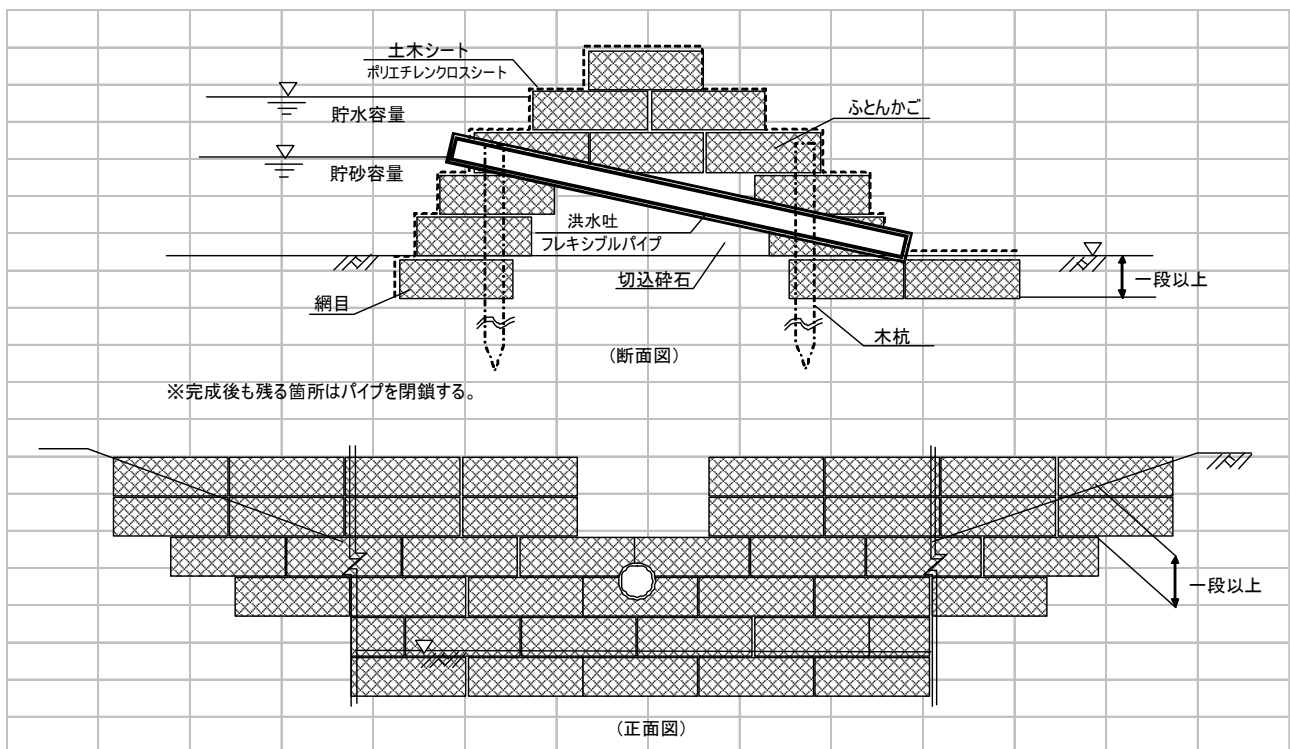 土木シート
ポリエチレンクロスシート
ふとんかご
貯水容量
貯砂容量
洪水吐
フレキシブルパイプ
切込砕石
一段以上
網目
木杭
(断面図)
※完成後も残る箇所はパイプを閉鎖する。
一段以上
(正面図)